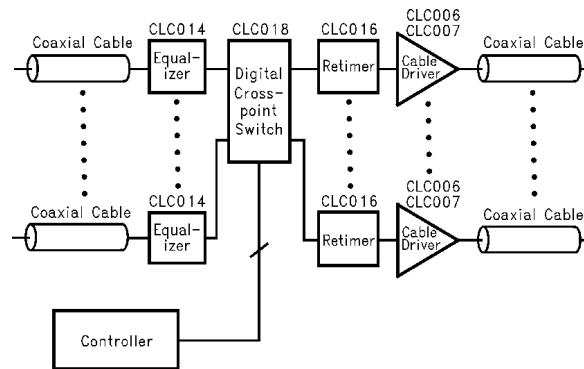 CLC014
CLC018
CLC016
CLC006
CLC007
Coaxial Cable
Equal-
izer
Digital
Cross-
point
Switch
Retimer
Cable
Driver
Coaxial Cable
Coaxial Cable
CLC014
Equal-
izer
CLC016
Retimer
CLC006
CLC007
Cable
Driver
Coaxial Cable
Controller